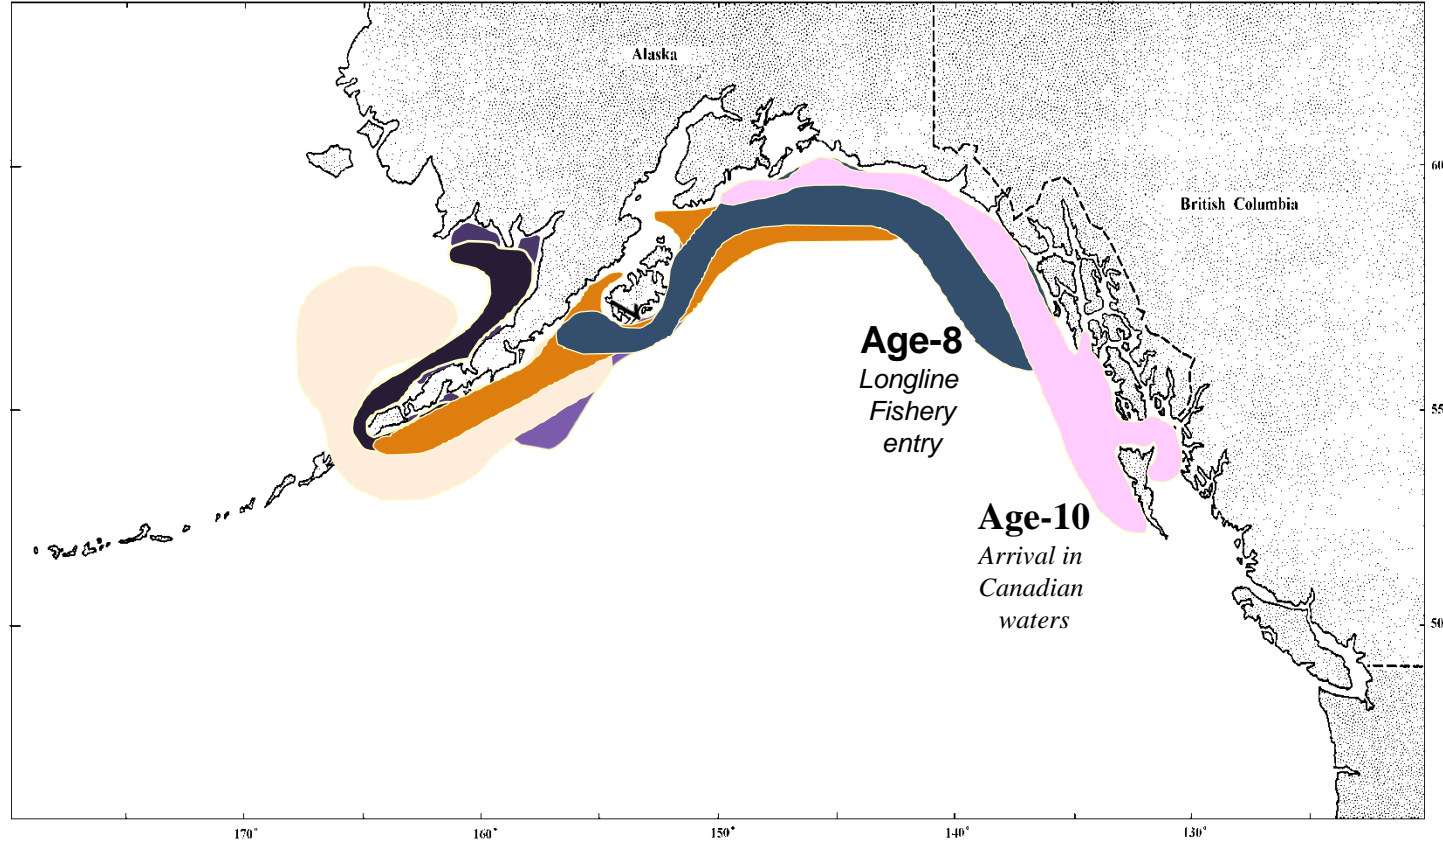 Alaska
60
British Columbia
Age-8
Longline
Fishery
entry
55
Age-10
Arrival in
Canadian
waters
50
170° 160° 150° 140° 130°